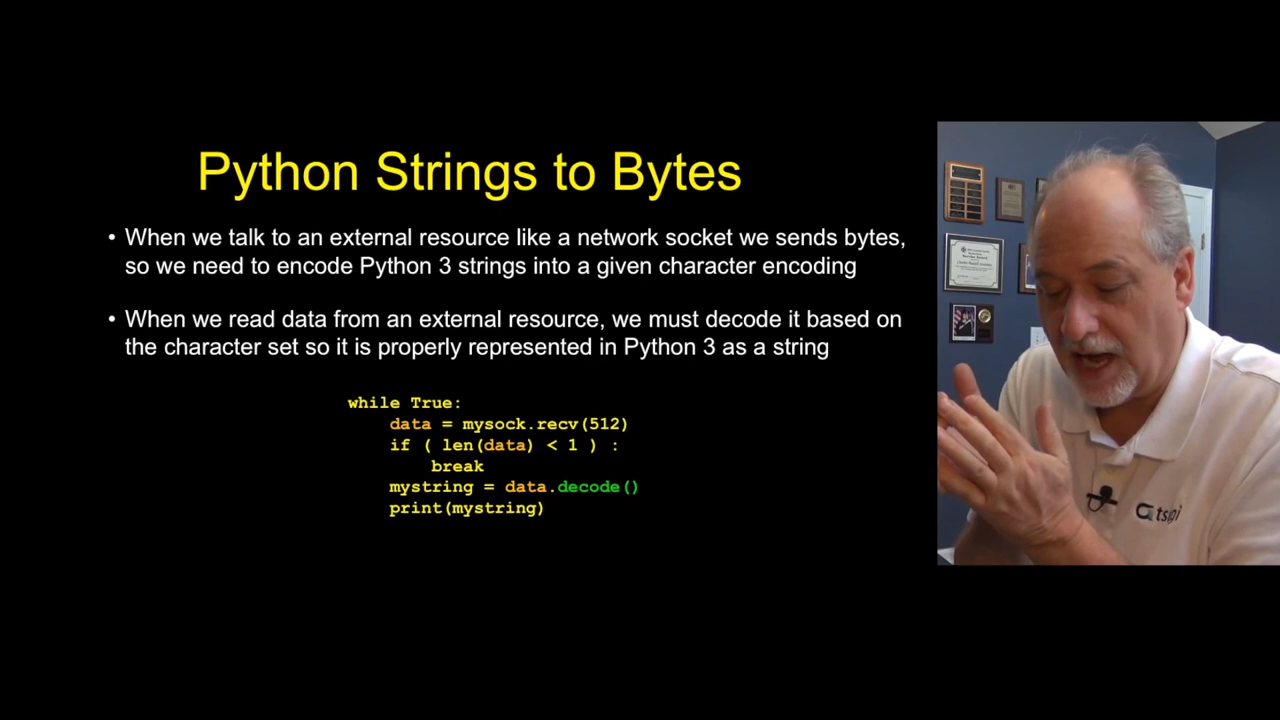 Python Strings to Bytes
• When we talk to an external resource like a network socket we sends bytes,
so we need to encode Python 3 strings into a given character encoding
• When we read data from an external resource, we must decode it based on
the character set so it is properly represented in Python 3 as a string
while True:
    data = mysock.recv(512)
    if ( len(data) < 1 ) :
        break
    mystring = data.decode()
    print(mystring)